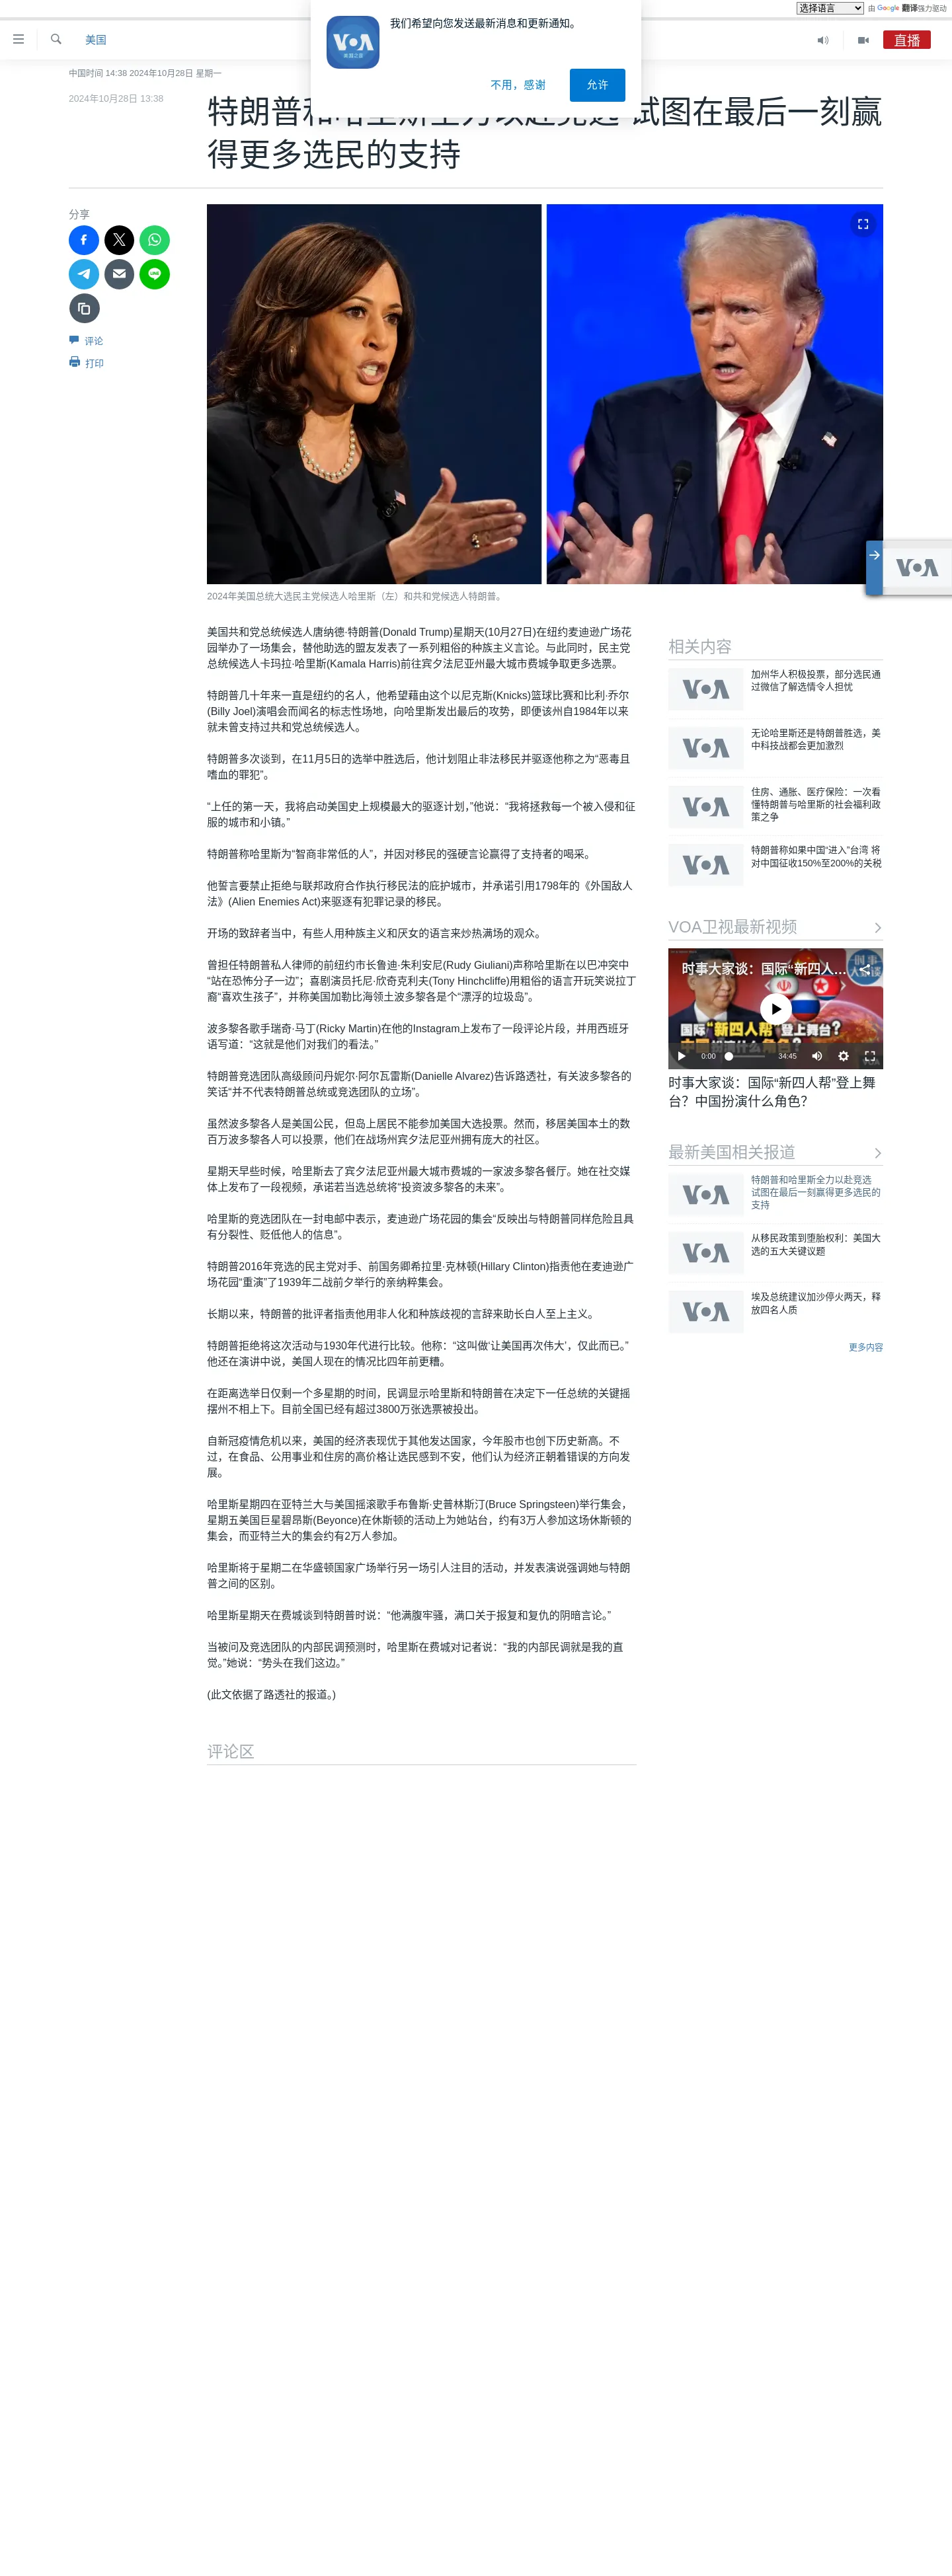 选择语言
由 Google 翻译强力驱动
美国
直播
VOA
美国之音
我们希望向您发送最新消息和更新通知。
不用，感谢
允许
中国时间 14:38 2024年10月28日 星期一
2024年10月28日 13:38
试图在最后一刻赢
得更多选民的支持
分享
评论
打印
2024年美国总统大选民主党候选人哈里斯（左）和共和党候选人特朗普。
VOA
美国共和党总统候选人唐纳德·特朗普(Donald Trump)星期天(10月27日)在纽约麦迪逊广场花
园举办了一场集会，替他助选的盟友发表了一系列粗俗的种族主义言论。与此同时，民主党
总统候选人卡玛拉·哈里斯(Kamala Harris)前往宾夕法尼亚州最大城市费城争取更多选票。
特朗普几十年来一直是纽约的名人，他希望藉由这个以尼克斯(Knicks)篮球比赛和比利·乔尔
(Billy Joel)演唱会而闻名的标志性场地，向哈里斯发出最后的攻势，即便该州自1984年以来
就未曾支持过共和党总统候选人。
特朗普多次谈到，在11月5日的选举中胜选后，他计划阻止非法移民并驱逐他称之为“恶毒且
嗜血的罪犯”。
“上任的第一天，我将启动美国史上规模最大的驱逐计划，”他说：“我将拯救每一个被入侵和征
服的城市和小镇。”
特朗普称哈里斯为“智商非常低的人”，并因对移民的强硬言论赢得了支持者的喝采。
他誓言要禁止拒绝与联邦政府合作执行移民法的庇护城市，并承诺引用1798年的《外国敌人
法》(Alien Enemies Act)来驱逐有犯罪记录的移民。
开场的致辞者当中，有些人用种族主义和厌女的语言来炒热满场的观众。
曾担任特朗普私人律师的前纽约市长鲁迪·朱利安尼(Rudy Giuliani)声称哈里斯在以巴冲突中
“站在恐怖分子一边”；喜剧演员托尼·欣奇克利夫(Tony Hinchcliffe)用粗俗的语言开玩笑说拉丁
裔“喜欢生孩子”，并称美国加勒比海领土波多黎各是个“漂浮的垃圾岛”。
波多黎各歌手瑞奇·马丁(Ricky Martin)在他的Instagram上发布了一段评论片段，并用西班牙
语写道：“这就是他们对我们的看法。”
特朗普竞选团队高级顾问丹妮尔·阿尔瓦雷斯(Danielle Alvarez)告诉路透社，有关波多黎各的
笑话“并不代表特朗普总统或竞选团队的立场”。
虽然波多黎各人是美国公民，但岛上居民不能参加美国大选投票。然而，移居美国本土的数
百万波多黎各人可以投票，他们在战场州宾夕法尼亚州拥有庞大的社区。
星期天早些时候，哈里斯去了宾夕法尼亚州最大城市费城的一家波多黎各餐厅。她在社交媒
体上发布了一段视频，承诺若当选总统将“投资波多黎各的未来”。
哈里斯的竞选团队在一封电邮中表示，麦迪逊广场花园的集会“反映出与特朗普同样危险且具
有分裂性、贬低他人的信息”。
特朗普2016年竞选的民主党对手、前国务卿希拉里·克林顿(Hillary Clinton)指责他在麦迪逊广
场花园“重演”了1939年二战前夕举行的亲纳粹集会。
长期以来，特朗普的批评者指责他用非人化和种族歧视的言辞来助长白人至上主义。
特朗普拒绝将这次活动与1930年代进行比较。他称：“这叫做‘让美国再次伟大’，仅此而已。”
他还在演讲中说，美国人现在的情况比四年前更糟。
在距离选举日仅剩一个多星期的时间，民调显示哈里斯和特朗普在决定下一任总统的关键摇
摆州不相上下。目前全国已经有超过3800万张选票被投出。
自新冠疫情危机以来，美国的经济表现优于其他发达国家，今年股市也创下历史新高。不
过，在食品、公用事业和住房的高价格让选民感到不安，他们认为经济正朝着错误的方向发
展。
哈里斯星期四在亚特兰大与美国摇滚歌手布鲁斯·史普林斯汀(Bruce Springsteen)举行集会，
星期五美国巨星碧昂斯(Beyonce)在休斯顿的活动上为她站台，约有3万人参加这场休斯顿的
集会，而亚特兰大的集会约有2万人参加。
哈里斯将于星期二在华盛顿国家广场举行另一场引人注目的活动，并发表演说强调她与特朗
普之间的区别。
哈里斯星期天在费城谈到特朗普时说：“他满腹牢骚，满口关于报复和复仇的阴暗言论。”
当被问及竞选团队的内部民调预测时，哈里斯在费城对记者说：“我的内部民调就是我的直
觉。”她说：“势头在我们这边。”
(此文依据了路透社的报道。)
评论区
相关内容
VOA
加州华人积极投票，部分选民通
过微信了解选情令人担忧
VOA
无论哈里斯还是特朗普胜选，美
中科技战都会更加激烈
VOA
住房、通胀、医疗保险：一次看
懂特朗普与哈里斯的社会福利政
策之争
VOA
特朗普称如果中国“进入”台湾 将
对中国征收150%至200%的关税
VOA卫视最新视频
时事大家谈：国际“新四人...
国际“新四人帮”登上舞台？
中国扮演什么角色？
0:00
34:45
时事大家谈：国际“新四人帮”登上舞
台？中国扮演什么角色？
最新美国相关报道
VOA
特朗普和哈里斯全力以赴竞选
试图在最后一刻赢得更多选民的
支持
VOA
从移民政策到堕胎权利：美国大
选的五大关键议题
VOA
埃及总统建议加沙停火两天，释
放四名人质
更多内容